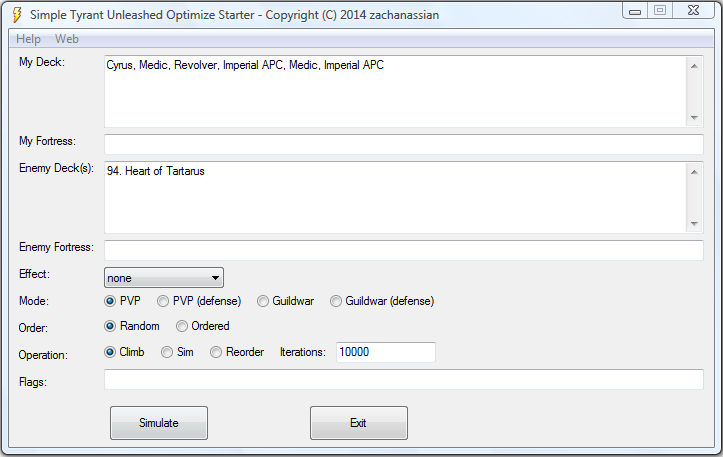 Simple Tyrant Unleashed Optimize Starter - Copyright (C) 2014 zachanassian
Help Web
My Deck: Cyrus, Medic, Revolver, Imperial APC, Medic, Imperial APC
My Fortress:
Enemy Deck(s): 94. Heart of Tartarus
Enemy Fortress:
Effect: none
Mode: PVP PVP (defense) Guildwar Guildwar (defense)
Order: Random Ordered
Operation: Climb Sim Reorder Iterations: 10000
Flags:
Simulate Exit